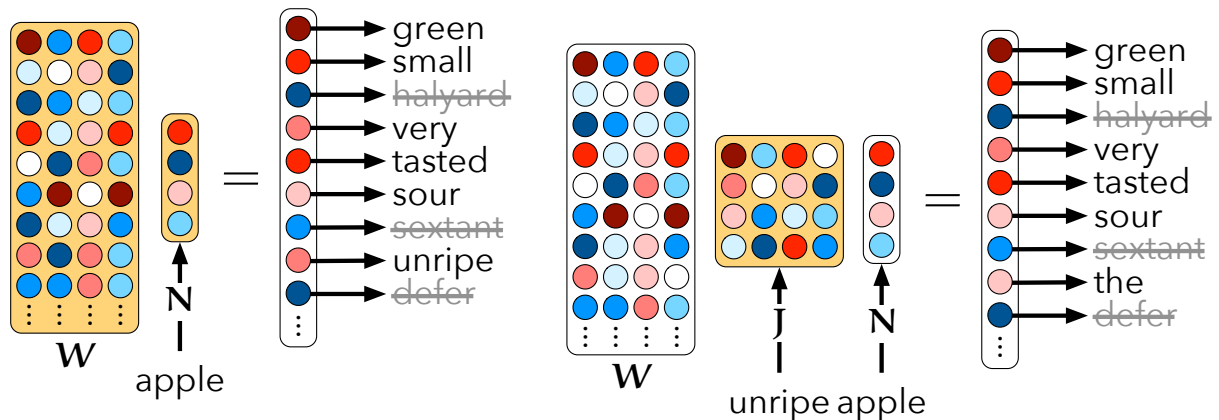 green
small
halyard
very
tasted
sour
sextant
unripe
defer
=
N
W
apple
green
small
halyard
very
tasted
sour
sextant
the
defer
=
J N
W
unripe apple